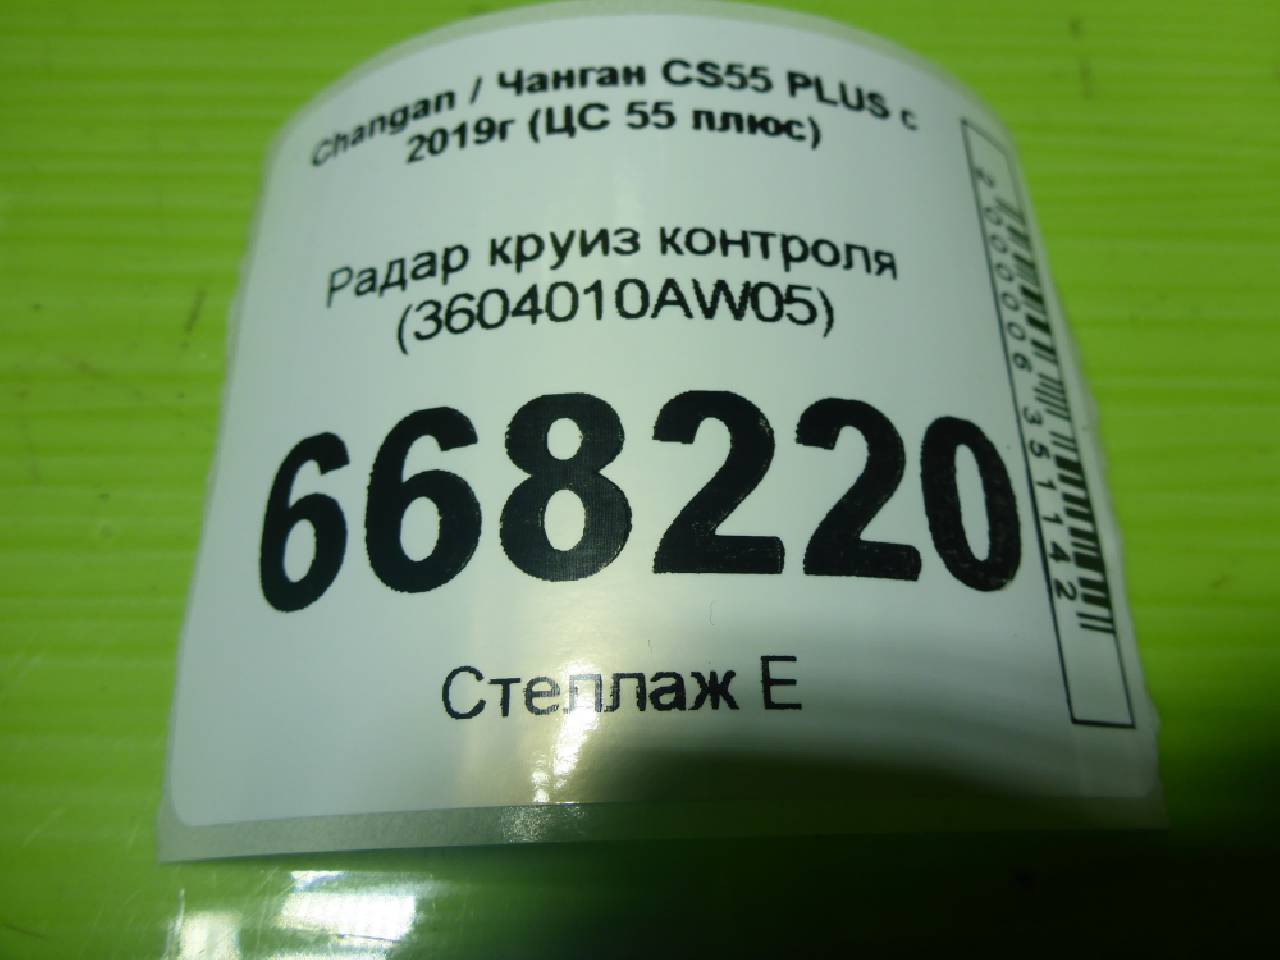 Changan / Чанган CS55 PLUS с
2019г (ЦС 55 плюс)
Радар круиз контроля
(3604010AW05)
668220
Стеллаж Е
2000006351142